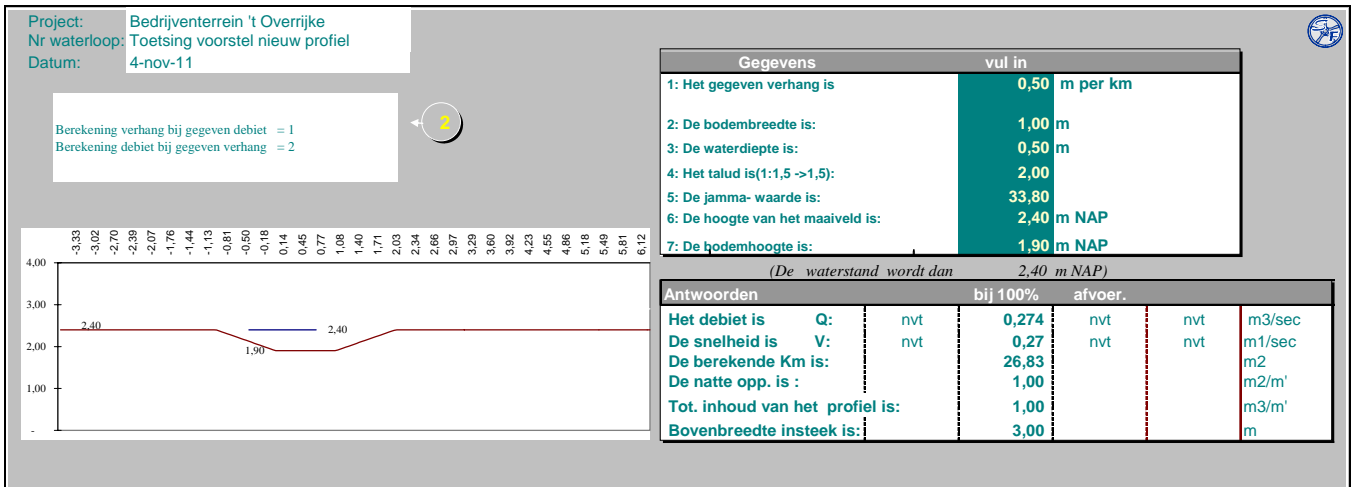 Project: Bedrijventerrein 't Overrijke
Nr waterloop: Toetsing voorstel nieuw profiel
Datum: 4-nov-11
Berekening verhang bij gegeven debiet = 1
Berekening debiet bij gegeven verhang = 2
2
Gegevens vul in
1: Het gegeven verhang is 0,50 m per km
2: De bodembreedte is: 1,00 m
3: De waterdiepte is: 0,50 m
4: Het talud is(1:1,5 ->1,5): 2,00
5: De jamma- waarde is: 33,80
6: De hoogte van het maaiveld is: 2,40 m NAP
7: De bodemhoogte is: 1,90 m NAP
(De waterstand wordt dan 2,40 m NAP)
-3,33 -3,02 -2,70 -2,39 -2,07 -1,76 -1,44 -1,13 -0,81 -0,50 -0,18 0,14 0,45 0,77 1,08 1,40 1,71 2,03 2,34 2,66 2,97 3,29 3,60 3,92 4,23 4,55 4,86 5,18 5,49 5,81 6,12
4,00
3,00
2,40 2,40
2,00
1,90
1,00
-
Antwoorden bij 100% afvoer.
Het debiet is Q: nvt 0,274 nvt nvt m3/sec
De snelheid is V: nvt 0,27 nvt nvt m1/sec
De berekende Km is: 26,83 m2
De natte opp. is : 1,00 m2/m'
Tot. inhoud van het profiel is: 1,00 m3/m'
Bovenbreedte insteek is: 3,00 m